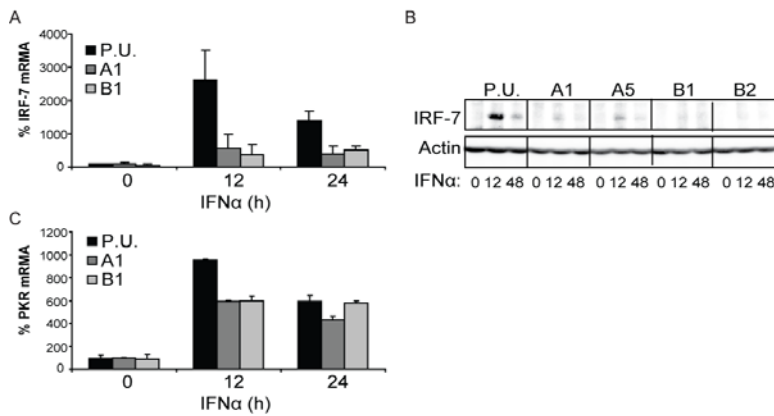 A
% IRF-7 mRMA
4000
3000
2000
1000
0
P.U.
A1
B1
0 12 24
IFNα (h)
B
P.U. A1 A5 B1 B2
IRF-7
Actin
IFNα: 0 12 48 0 12 48 0 12 48 0 12 48 0 12 48
C
% PKR mRMA
1200
1000
800
600
400
200
0
P.U.
A1
B1
0 12 24
IFNα (h)